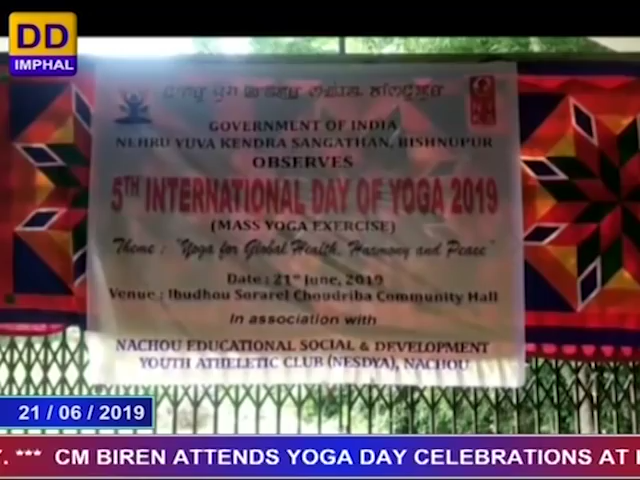 DD
IMPHAL
GOVERNMENT OF INDIA
NEHRU YUVA KENDRA SANGATHAN, BISHNUPUR
OBSERVES
5TH INTERNATIONAL DAY OF YOGA 2019
(MASS YOGA EXERCISE)
Theme : "Yoga for Global Health, Harmony and Peace"
Date : 21st June, 2019
Venue : Ibudhou Sorarel Choudriba Community Hall
In association with
NACHOU EDUCATIONAL SOCIAL & DEVELOPMENT
YOUTH ATHELETIC CLUB (NESDYA), NACHOU
21 / 06 / 2019
. *** CM BIREN ATTENDS YOGA DAY CELEBRATIONS AT